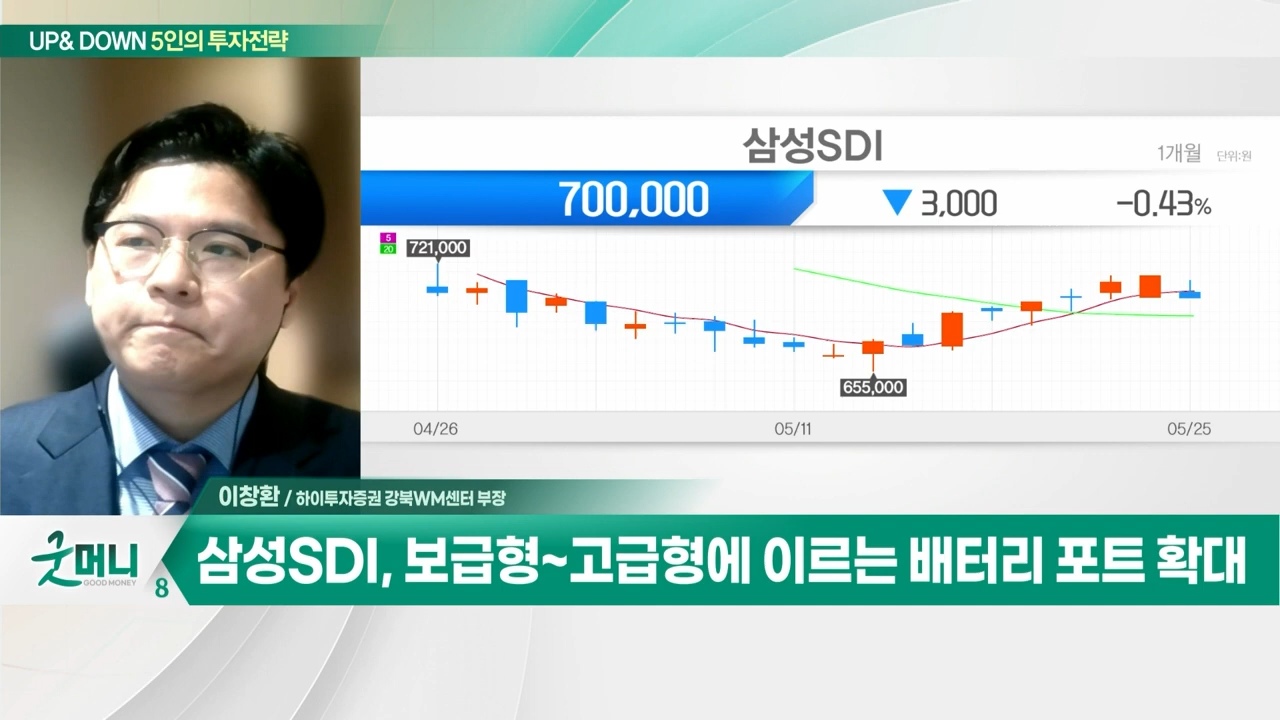 UP& DOWN 5인의 투자전략
삼성SDI
1개월 단위:원
700,000 ▼ 3,000 -0.43%
5
20
721,000
655,000
04/26 05/11 05/25
이창환 / 하이투자증권 강북WM센터 부장
굿머니
GOOD MONEY
8
삼성SDI, 보급형~고급형에 이르는 배터리 포트 확대